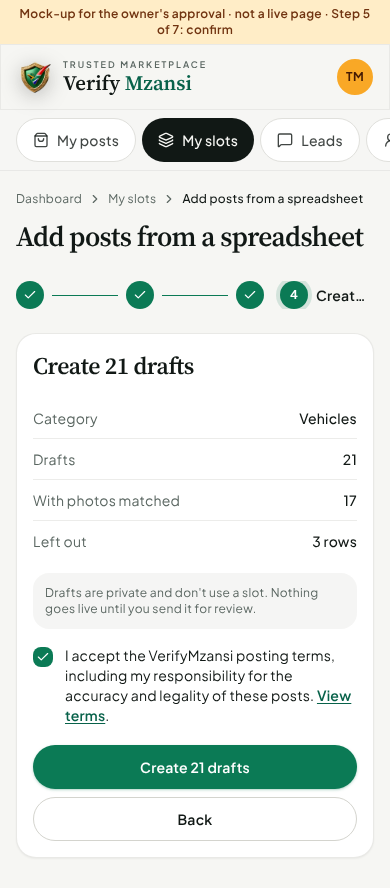 Mock-up for the owner's approval · not a live page · Step 5
of 7: confirm
TRUSTED MARKETPLACE
Verify Mzansi
TM
My posts
My slots
Leads
Dashboard > My slots > Add posts from a spreadsheet
Add posts from a spreadsheet
4 Creat...
Create 21 drafts
Category Vehicles
Drafts 21
With photos matched 17
Left out 3 rows
Drafts are private and don't use a slot. Nothing
goes live until you send it for review.
I accept the VerifyMzansi posting terms,
including my responsibility for the
accuracy and legality of these posts. View
terms.
Create 21 drafts
Back